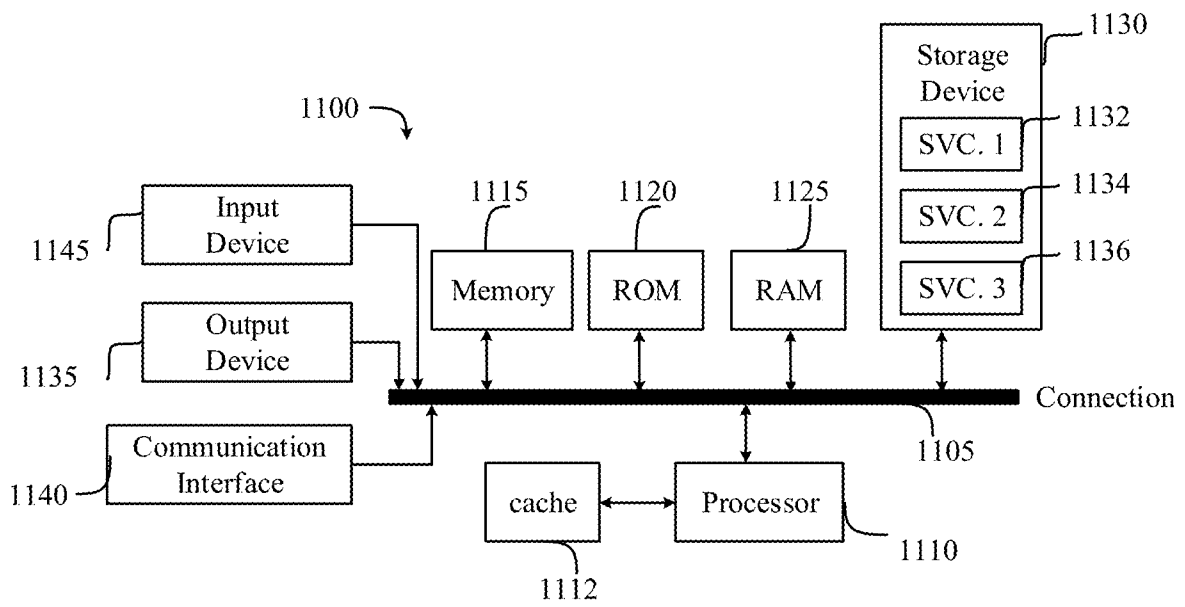 1130
Storage
Device
1100
1132
SVC. 1
1115
1120
1125
1134
Input
Device
SVC. 2
1145
1136
Memory
ROM
RAM
SVC. 3
Output
Device
1135
Connection
Communication
Interface
1105
1140
cache
Processor
1110
1112